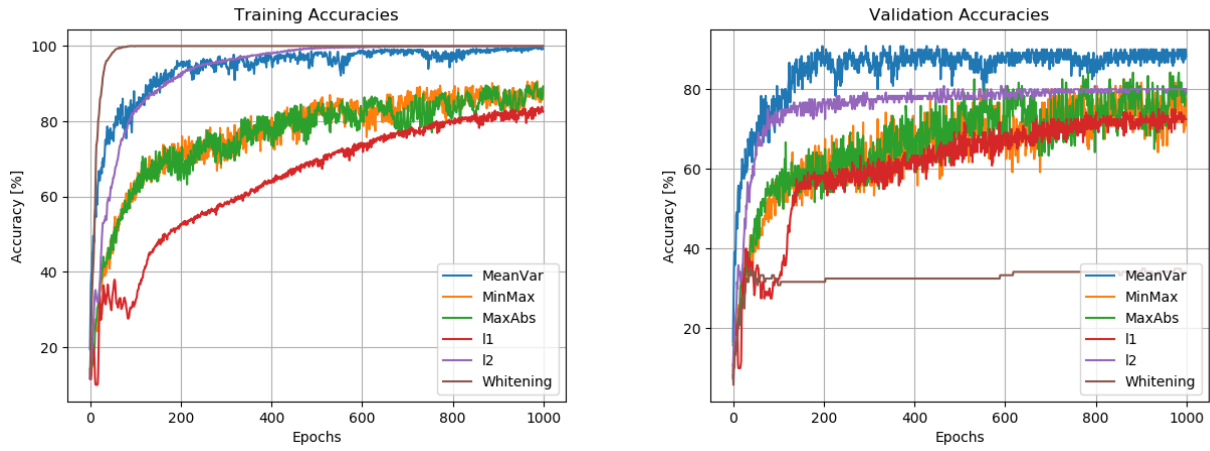 Training Accuracies
100
80
60
40
20
Accuracy [%]
0
200
400
600
800
1000
Epochs
MeanVar
MinMax
MaxAbs
l1
l2
Whitening
Validation Accuracies
80
60
40
20
Accuracy [%]
0
200
400
600
800
1000
Epochs
MeanVar
MinMax
MaxAbs
l1
l2
Whitening